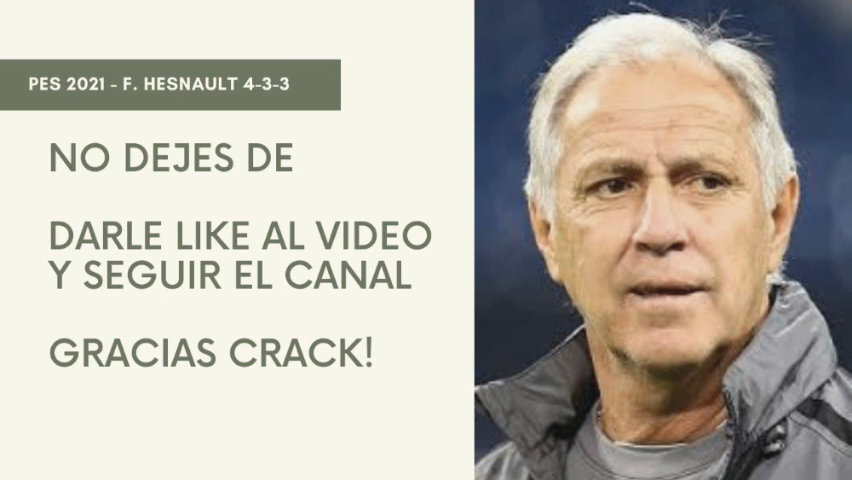 PES 2021 - F. HESNAULT 4-3-3
NO DEJES DE
DARLE LIKE AL VIDEO
Y SEGUIR EL CANAL
GRACIAS CRACK!